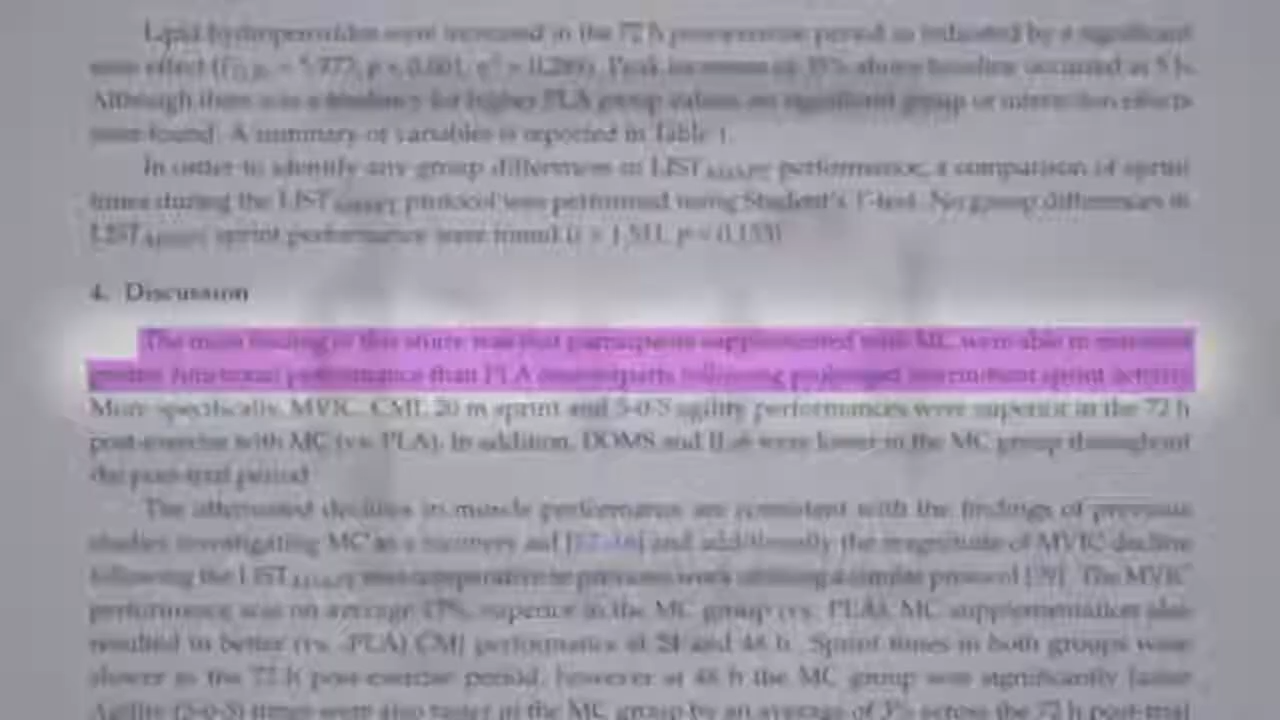 Lipid hydroperoxides were increased in the 72 h post-exercise period as indicated by a significant
time effect ( p < 0.001, Peak increases of 39% above baseline occurred at 5 h.
Although there was a tendency for higher PLA group values no significant group or interaction effects
were found. A summary of variables is reported in Table
In order to identify any group differences in LIST performance, a comparison of sprint
times during the LIST protocol was performed using Student's T-test. No group differences in
LIST sprint performance were found
4. Discussion
The main finding of this study was that participants supplemented with MC were able to maintain
greater functional performance than PLA counterparts following prolonged intermittent sprint activity.
More specifically, MVIC, CMJ, 20 m sprint and 5-0-5 agility performances were superior in the 72 h
post-exercise with MC (vs. PLA). In addition, DOMS and IL-6 were lower in the MC group throughout
the post-trial period.
The attenuated declines in muscle performance are consistent with the findings of previous
studies investigating MC as a recovery aid and additionally the magnitude of MVIC decline
following the LIST was comparative to previous work utilising a similar protocol The MVIC
performance was on average superior in the MC group (vs. PLA). MC supplementation also
resulted in better (vs. PLA) CMJ performance at 24 and 48 h. Sprint times in both groups were
slower in the 72 h post-exercise period, however at 48 h the MC group was significantly faster.
Agility (5-0-5) times were also faster in the MC group by an average of 3% across the 72 h post-trial